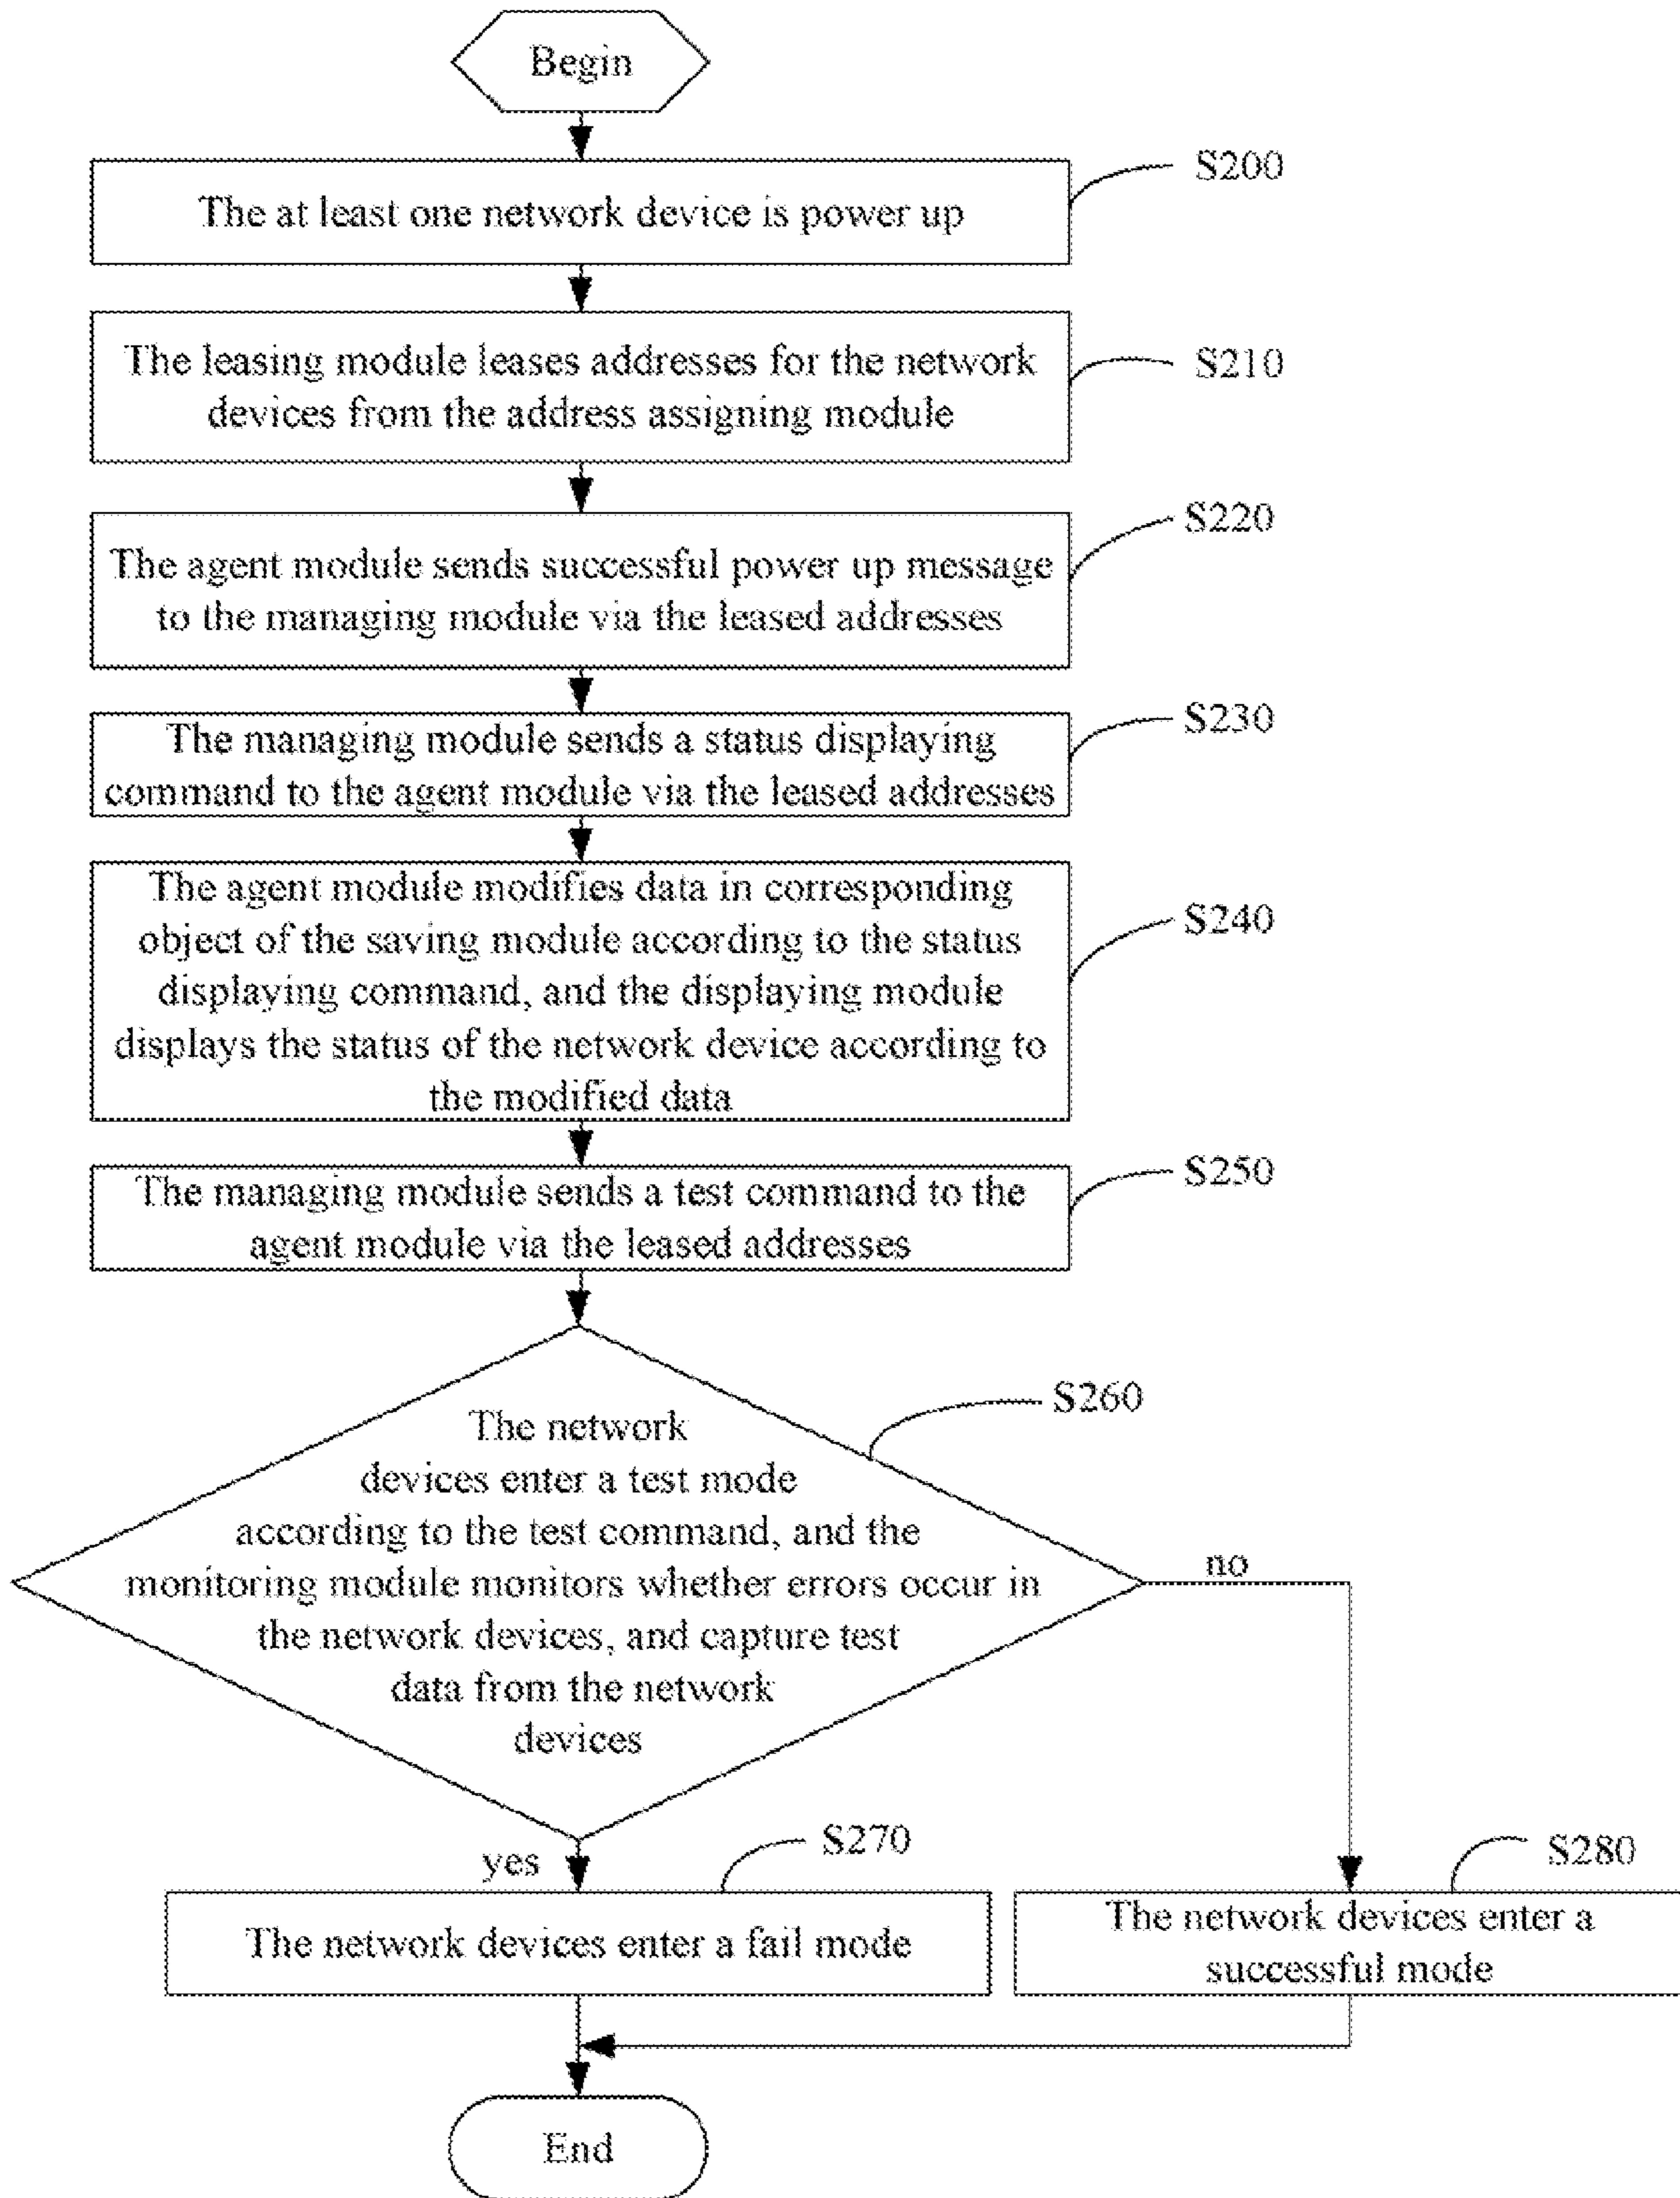 Begin
S200
The at least one network device is power up
S210
The leasing module leases addresses for the network
devices from the address assigning module
S220
The agent module sends successful power up message
to the managing module via the leased addresses
S230
The managing module sends a status displaying
command to the agent module via the leased addresses
S240
The agent module modifies data in corresponding
object of the saving module according to the status
displaying command, and the displaying module
displays the status of the network device according to
the modified data
S250
The managing module sends a test command to the
agent module via the leased addresses
S260
The network
devices enter a test mode
according to the test command, and the
monitoring module monitors whether errors occur in
the network devices, and capture test
data from the network
devices
no
yes
S270
The network devices enter a fail mode
S280
The network devices enter a
successful mode
End